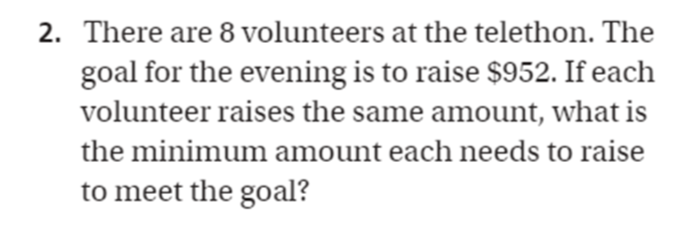 2. There are 8 volunteers at the telethon. The
goal for the evening is to raise $952. If each
volunteer raises the same amount, what is
the minimum amount each needs to raise
to meet the goal?